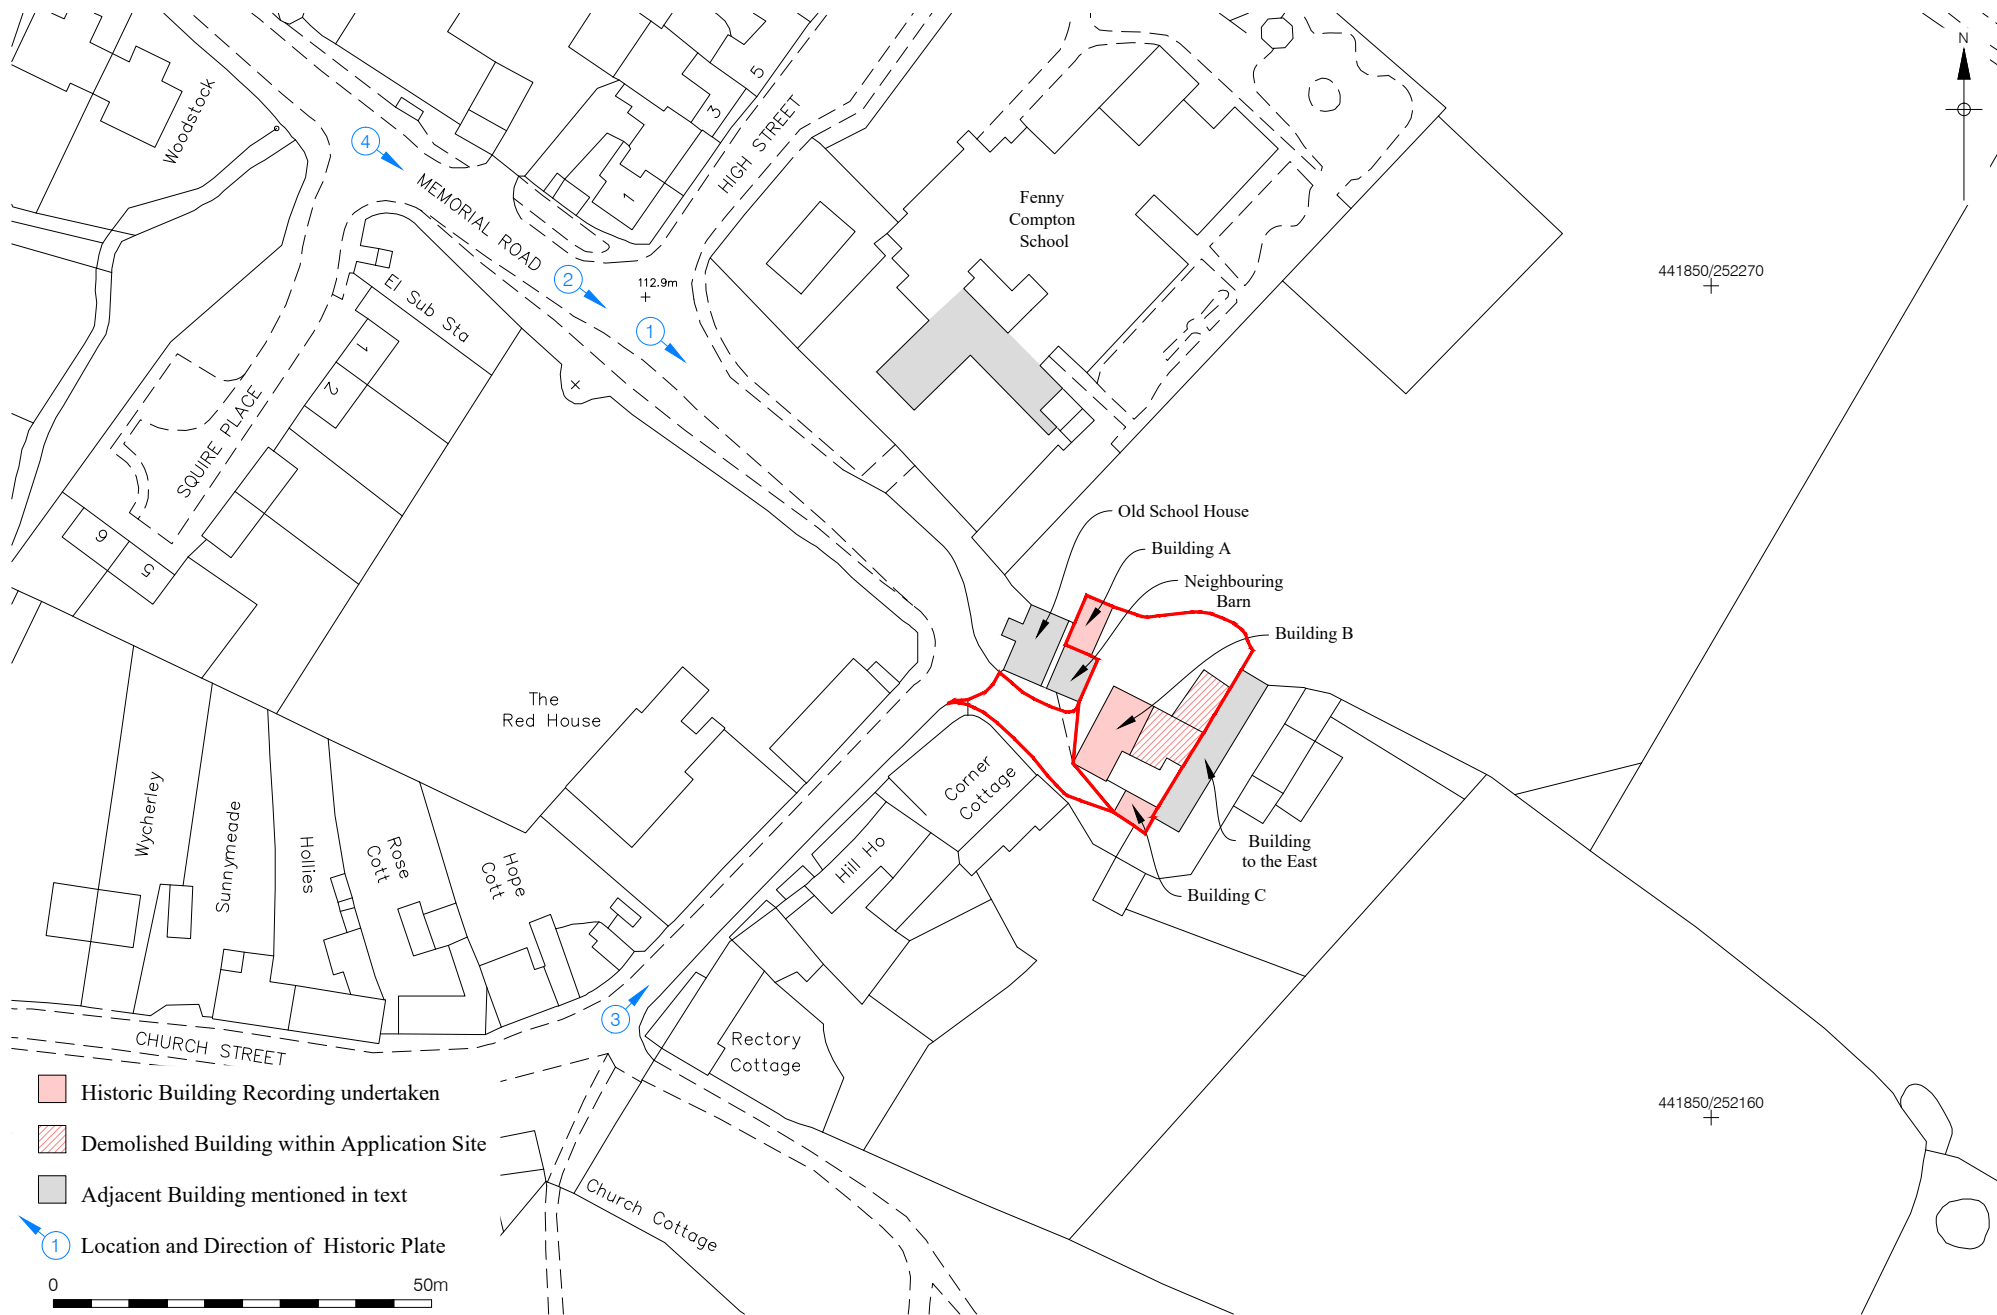 N
Woodstock
5
3
1
HIGH STREET
4
MEMORIAL ROAD
2
112.9m
1
Fenny
Compton
School
441850/252270
El Sub Sta
1
2
SQUIRE PLACE
6
5
Old School House
Building A
Neighbouring
Barn
Building B
The
Red House
Corner
Cottage
Wycherley
Sunnymeade
Hollies
Rose
Cott
Hope
Cott
Hill Ho
Building
to the East
Building C
3
Rectory
Cottage
CHURCH STREET
441850/252160
Church Cottage
Historic Building Recording undertaken
Demolished Building within Application Site
Adjacent Building mentioned in text
1 Location and Direction of Historic Plate
0 50m